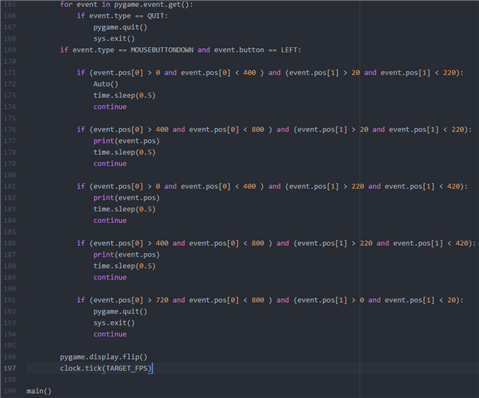 165 for event in pygame.event.get():
166 if event.type == QUIT:
167 pygame.quit()
168 sys.exit()
169 if event.type == MOUSEBUTTONDOWN and event.button == LEFT:
170
171 if (event.pos[0] > 0 and event.pos[0] < 400 ) and (event.pos[1] > 20 and event.pos[1] < 220):
172 Auto()
173 time.sleep(0.5)
174 continue
175
176 if (event.pos[0] > 400 and event.pos[0] < 800 ) and (event.pos[1] > 20 and event.pos[1] < 220):
177 print(event.pos)
178 time.sleep(0.5)
179 continue
180
181 if (event.pos[0] > 0 and event.pos[0] < 400 ) and (event.pos[1] > 220 and event.pos[1] < 420):
182 print(event.pos)
183 time.sleep(0.5)
184 continue
185
186 if (event.pos[0] > 400 and event.pos[0] < 800 ) and (event.pos[1] > 220 and event.pos[1] < 420):
187 print(event.pos)
188 time.sleep(0.5)
189 continue
190
191 if (event.pos[0] > 720 and event.pos[0] < 800 ) and (event.pos[1] > 0 and event.pos[1] < 20):
192 pygame.quit()
193 sys.exit()
194 continue
195
196 pygame.display.flip()
197 clock.tick(TARGET_FPS)
198
199 main()